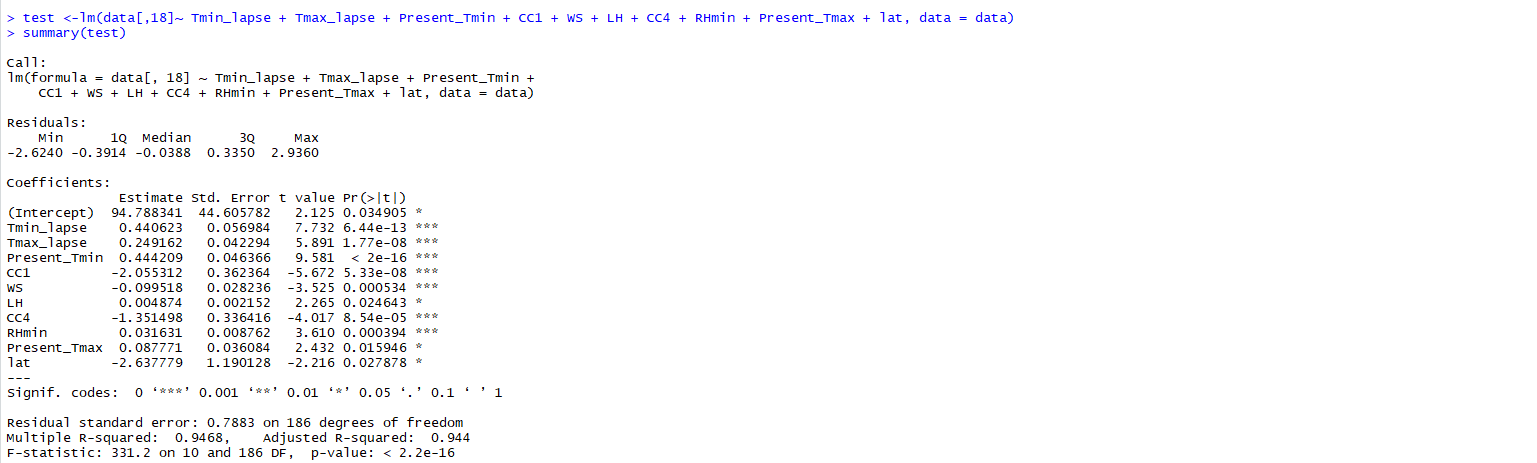 > test <-lm(data[,18]~ Tmin_lapse + Tmax_lapse + Present_Tmin + CC1 + WS + LH + CC4 + RHmin + Present_Tmax + lat, data = data)
> summary(test)
Call:
lm(formula = data[, 18] ~ Tmin_lapse + Tmax_lapse + Present_Tmin +
    CC1 + WS + LH + CC4 + RHmin + Present_Tmax + lat, data = data)
Residuals:
    Min      1Q  Median      3Q     Max
-2.6240 -0.3914 -0.0388  0.3350  2.9360
Coefficients:
              Estimate Std. Error t value Pr(>|t|)
(Intercept)  94.788341  44.605782   2.125 0.034905 *
Tmin_lapse    0.440623   0.056984   7.732 6.44e-13 ***
Tmax_lapse    0.249162   0.042294   5.891 1.77e-08 ***
Present_Tmin  0.444209   0.046366   9.581  < 2e-16 ***
CC1          -2.055312   0.362364  -5.672 5.33e-08 ***
WS           -0.099518   0.028236  -3.525 0.000534 ***
LH            0.004874   0.002152   2.265 0.024643 *
CC4          -1.351498   0.336416  -4.017 8.54e-05 ***
RHmin         0.031631   0.008762   3.610 0.000394 ***
Present_Tmax  0.087771   0.036084   2.432 0.015946 *
lat          -2.637779   1.190128  -2.216 0.027878 *
---
Signif. codes:  0 ‘***’ 0.001 ‘**’ 0.01 ‘*’ 0.05 ‘.’ 0.1 ‘ ’ 1
Residual standard error: 0.7883 on 186 degrees of freedom
Multiple R-squared:  0.9468,    Adjusted R-squared:  0.944
F-statistic: 331.2 on 10 and 186 DF,  p-value: < 2.2e-16